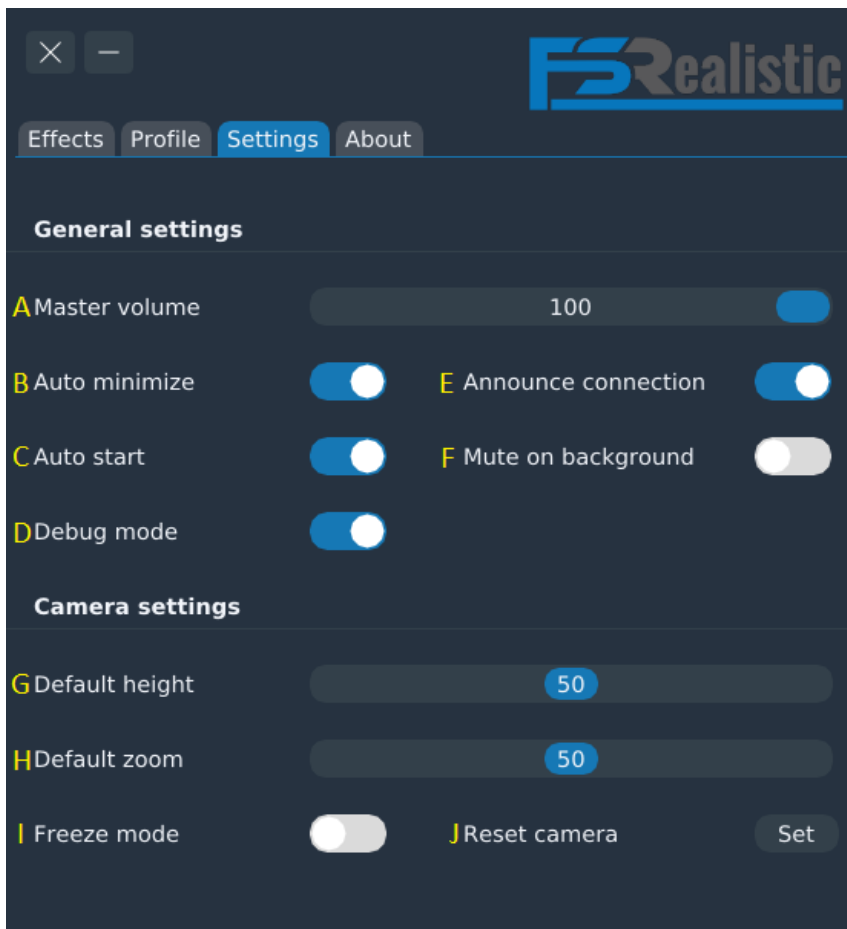 FSRealistic
Effects Profile Settings About
General settings
A Master volume 100
B Auto minimize E Announce connection
C Auto start F Mute on background
D Debug mode
Camera settings
G Default height 50
H Default zoom 50
I Freeze mode J Reset camera Set